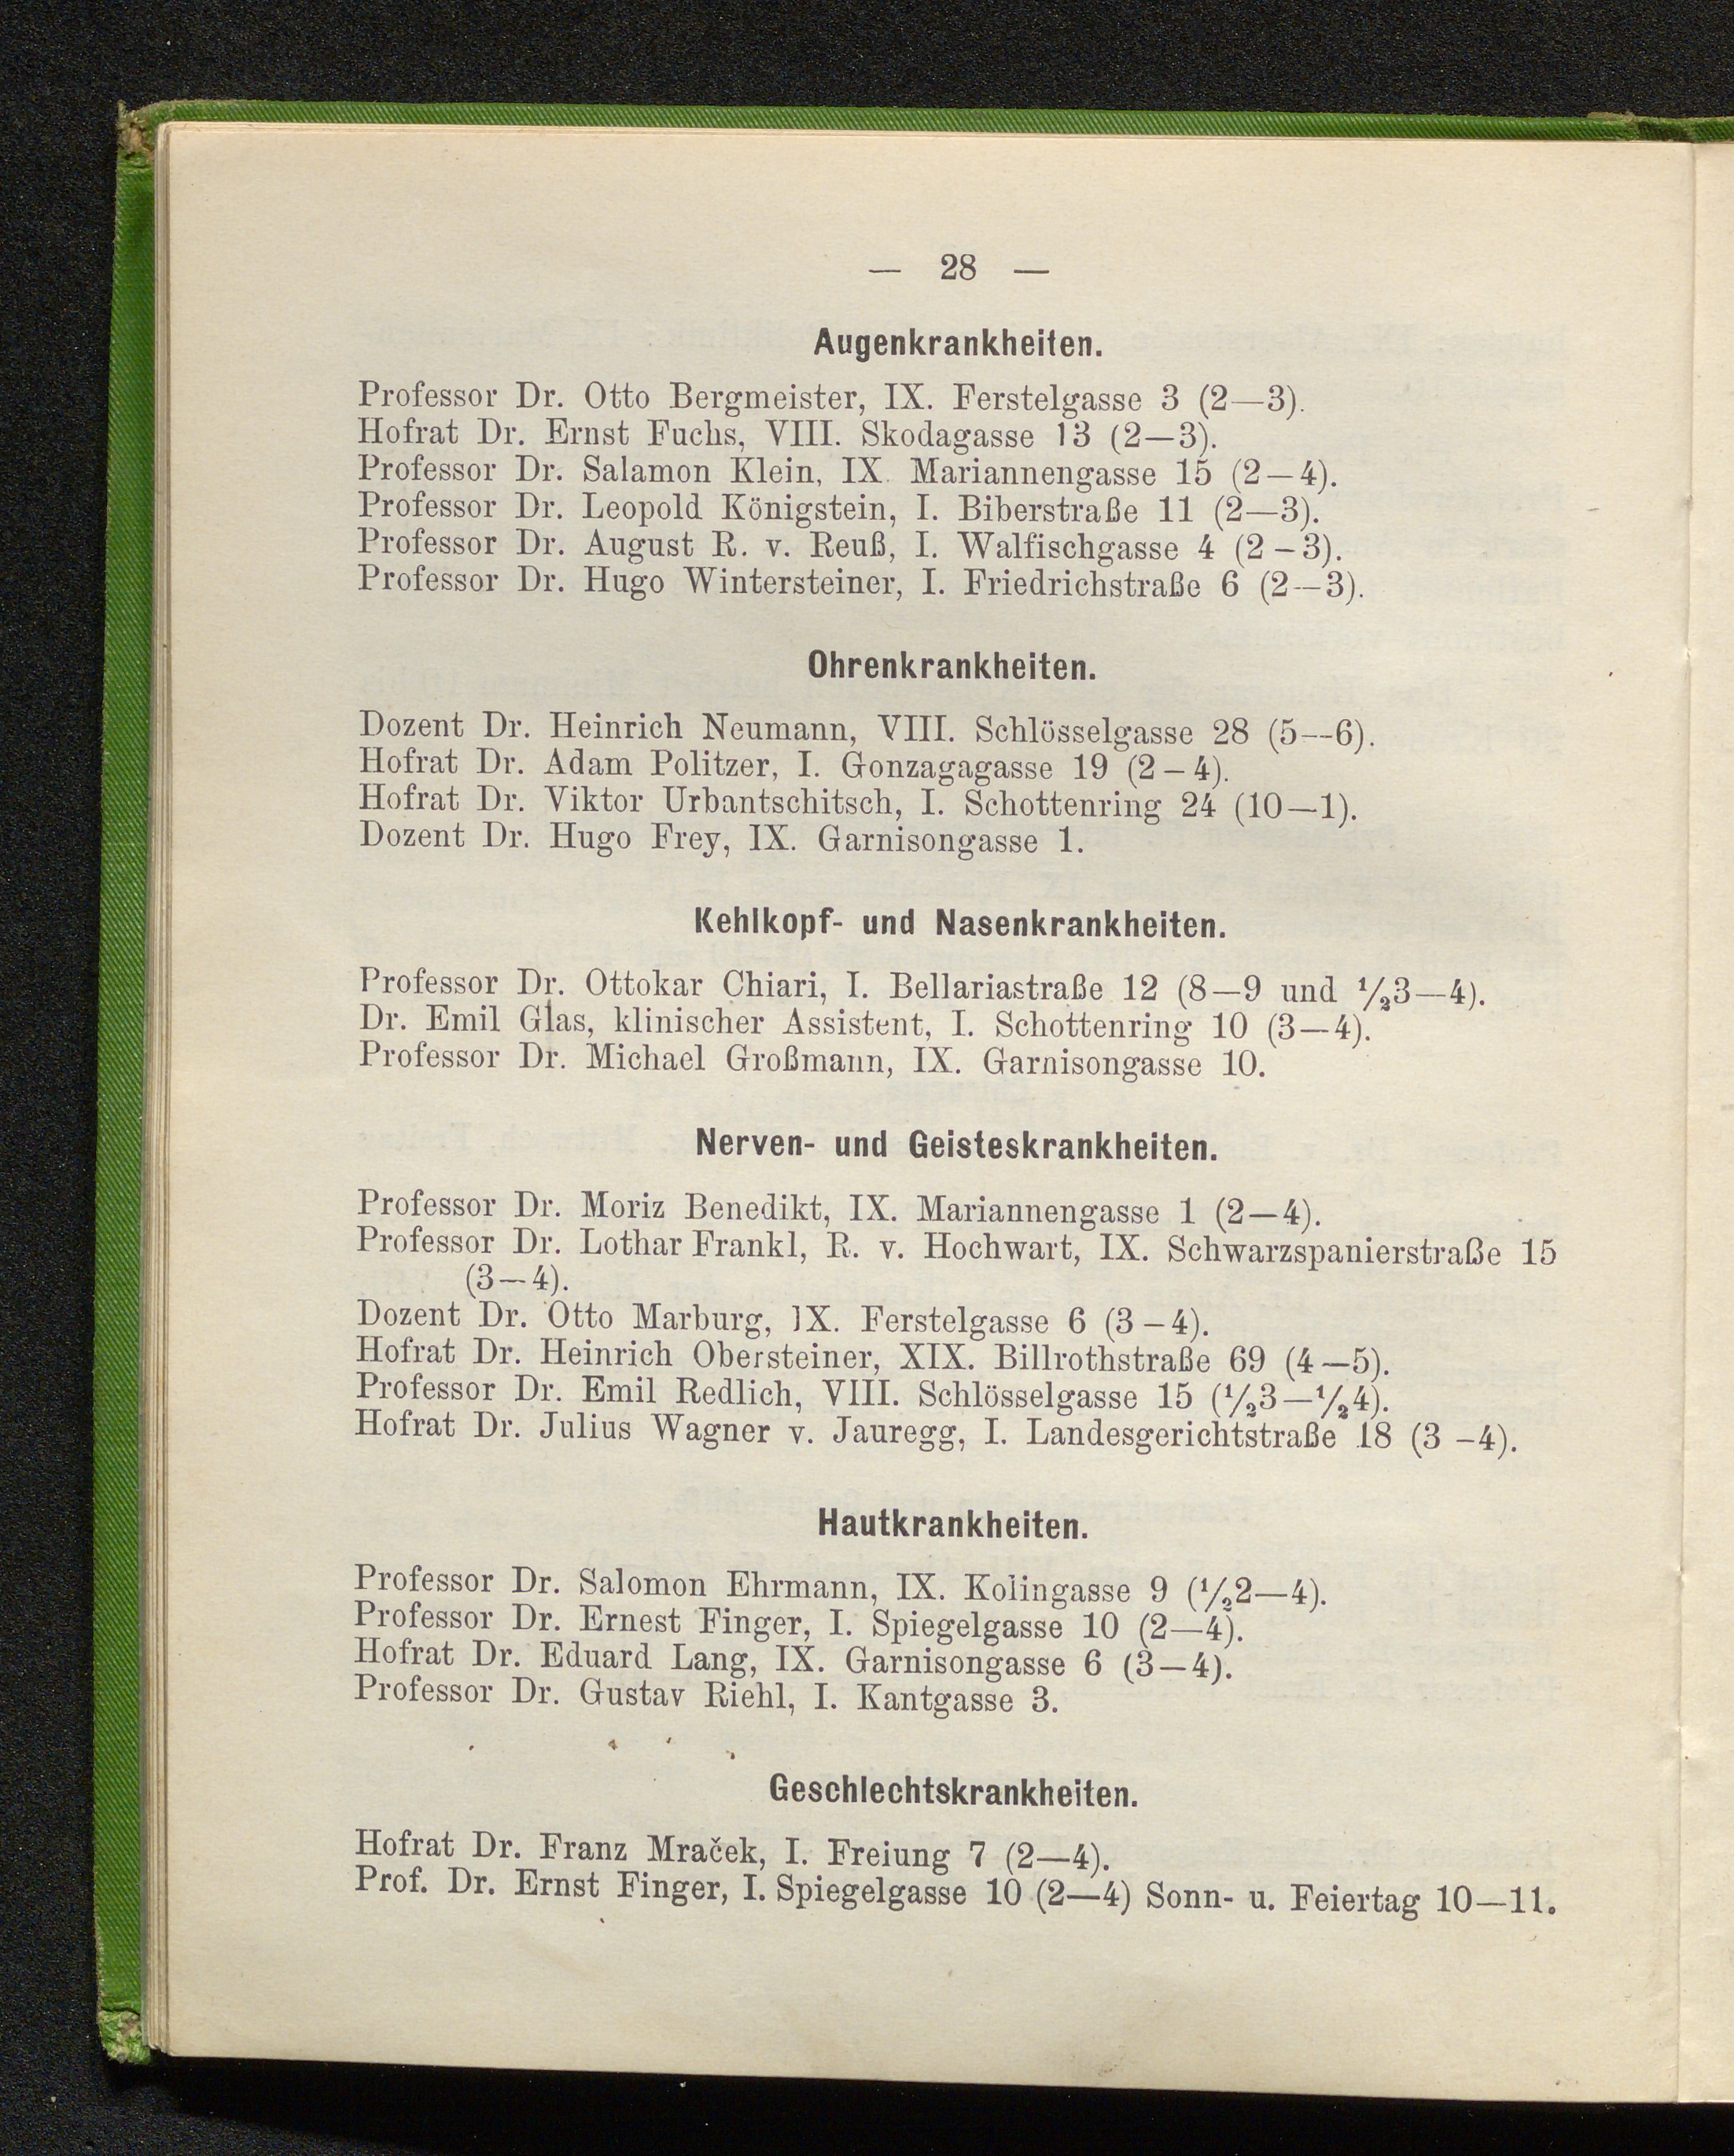 — 28 —
Augenkrankheiten.
Professor Dr. Otto Bergmeister, IX. Ferstelgasse 3 (2—3).
Hofrat Dr. Ernst Fuchs, VIII. Skodagasse 13 (2—3).
Professor Dr. Salamon Klein, IX. Mariannengasse 15 (2—4).
Professor Dr. Leopold Königstein, I. Biberstraße 11 (2—3).
Professor Dr. August R. v. Reuß, I. Walfischgasse 4 (2–3).
Professor Dr. Hugo Wintersteiner, I. Friedrichstraße 6 (2—3).
Ohrenkrankheiten.
Dozent Dr. Heinrich Neumann, VIII. Schlösselgasse 28 (5—6).
Hofrat Dr. Adam Politzer, I. Gonzagagasse 19 (2–4).
Hofrat Dr. Viktor Urbantschitsch, I. Schottenring 24 (10—1).
Dozent Dr. Hugo Frey, IX. Garnisongasse 1.
Kehlkopf- und Nasenkrankheiten.
Professor Dr. Ottokar Chiari, I. Bellariastraße 12 (8—9 und ½3—4).
Dr. Emil Glas, klinischer Assistent, I. Schottenring 10 (3—4).
Professor Dr. Michael Großmann, IX. Garnisongasse 10.
Nerven- und Geisteskrankheiten.
Professor Dr. Moriz Benedikt, IX. Mariannengasse 1 (2—4).
Professor Dr. Lothar Frankl, R. v. Hochwart, IX. Schwarzspanierstraße 15
(3—4).
Dozent Dr. Otto Marburg, IX. Ferstelgasse 6 (3–4).
Hofrat Dr. Heinrich Obersteiner, XIX. Billrothstraße 69 (4—5).
Professor Dr. Emil Redlich, VIII. Schlösselgasse 15 (½3—½4).
Hofrat Dr. Julius Wagner v. Jauregg, I. Landesgerichtstraße 18 (3–4).
Hautkrankheiten.
Professor Dr. Salomon Ehrmann, IX. Kolingasse 9 (½2—4).
Professor Dr. Ernest Finger, I. Spiegelgasse 10 (2—4).
Hofrat Dr. Eduard Lang, IX. Garnisongasse 6 (3—4).
Professor Dr. Gustav Riehl, I. Kantgasse 3.
Geschlechtskrankheiten.
Hofrat Dr. Franz Mraček, I. Freiung 7 (2—4).
Prof. Dr. Ernst Finger, I. Spiegelgasse 10 (2—4) Sonn- u. Feiertag 10—11.